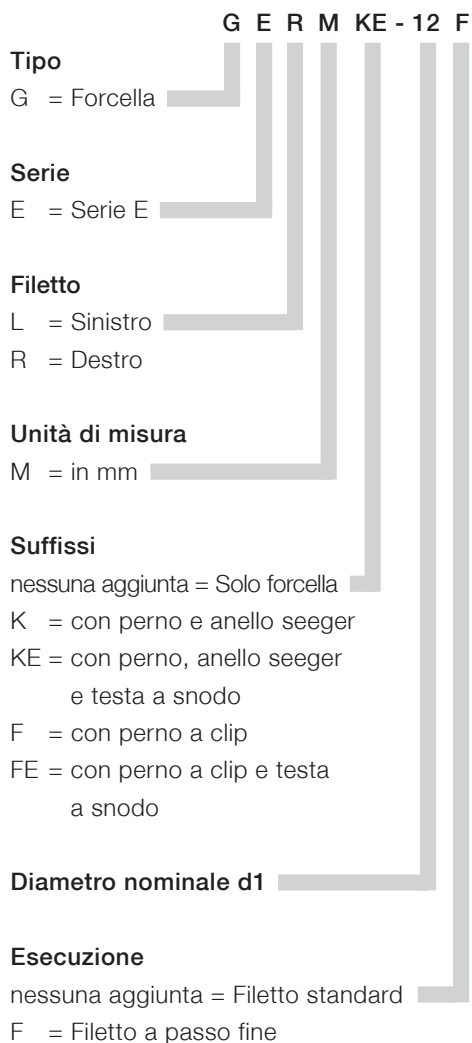 G E R M KE - 12 F
Tipo
G = Forcella
Serie
E = Serie E
Filetto
L = Sinistro
R = Destro
Unità di misura
M = in mm
Suffissi
nessuna aggiunta = Solo forcella
K = con perno e anello seeger
KE = con perno, anello seeger
e testa a snodo
F = con perno a clip
FE = con perno a clip e testa
a snodo
Diametro nominale d1
Esecuzione
nessuna aggiunta = Filetto standard
F = Filetto a passo fine